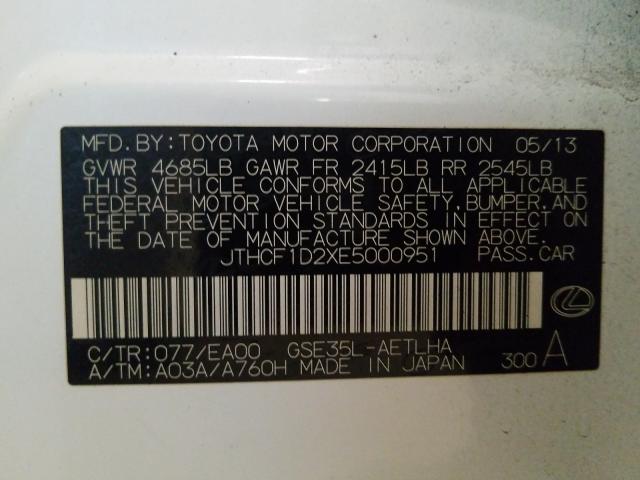 MFD. BY: TOYOTA MOTOR CORPORATION 05/13
GVWR 4685LB GAWR FR 2415LB RR 2545LB
THIS VEHICLE CONFORMS TO ALL APPLICABLE
FEDERAL MOTOR VEHICLE SAFETY, BUMPER, AND
THEFT PREVENTION STANDARDS IN EFFECT ON
THE DATE OF MANUFACTURE SHOWN ABOVE.
JTHCF1D2XE5000951 PASS. CAR
C/TR: 077/EA00 GSE35L-AETLHA
A/TM: A03A/A760H MADE IN JAPAN 300 A